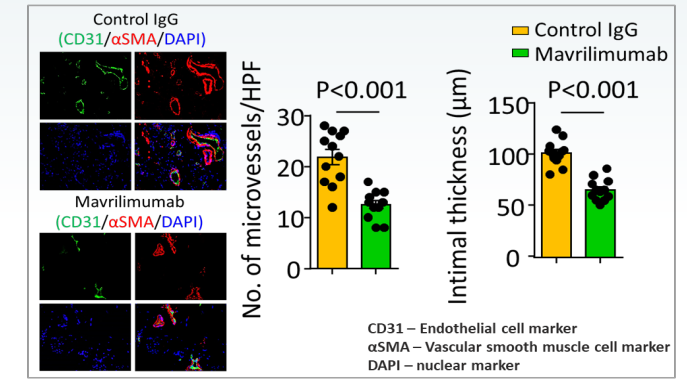 Control IgG
(CD31/αSMA/DAPI)
Mavrilimumab
(CD31/αSMA/DAPI)
No. of microvessels/HPF
P<0.001
30
20
10
0
Control IgG
Mavrilimumab
Intimal thickness (μm)
P<0.001
150
100
50
0
CD31 – Endothelial cell marker
αSMA – Vascular smooth muscle cell marker
DAPI – nuclear marker